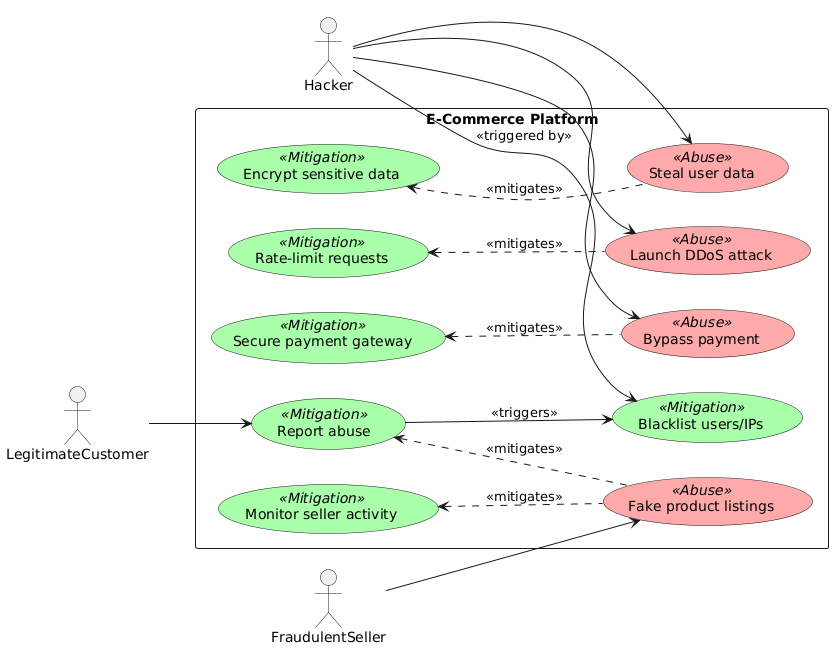 Hacker
E-Commerce Platform
«triggered by»
«Mitigation»
Encrypt sensitive data
«mitigates»
«Abuse»
Steal user data
«Mitigation»
Rate-limit requests
«mitigates»
«Abuse»
Launch DDoS attack
«Mitigation»
Secure payment gateway
«mitigates»
«Abuse»
Bypass payment
LegitimateCustomer
«Mitigation»
Report abuse
«triggers»
«Mitigation»
Blacklist users/IPs
«mitigates»
«Mitigation»
Monitor seller activity
«mitigates»
«Abuse»
Fake product listings
FraudulentSeller